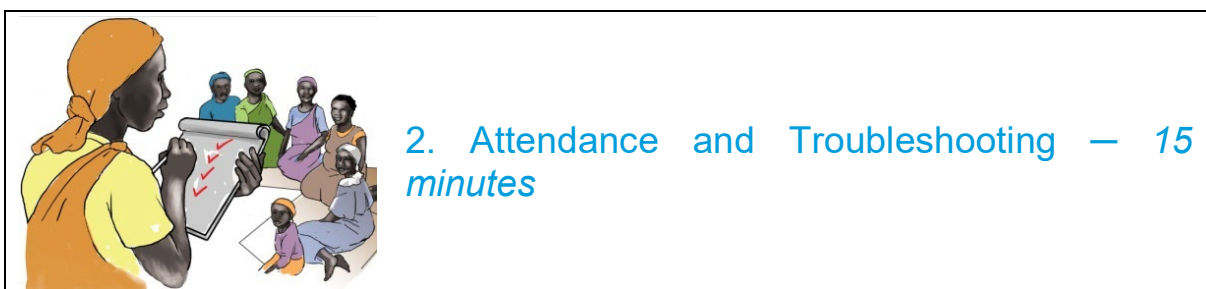 2. Attendance and Troubleshooting — 15
minutes